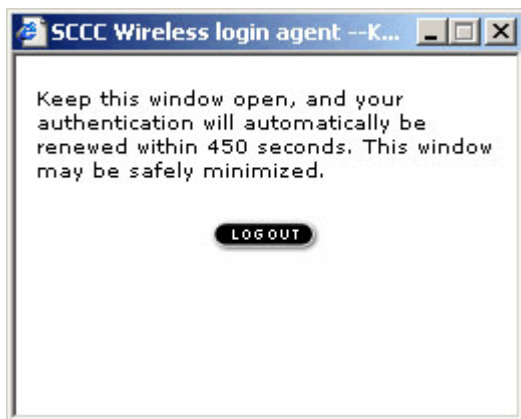 SCCC Wireless login agent --K...
Keep this window open, and your
authentication will automatically be
renewed within 450 seconds. This window
may be safely minimized.
LOGOUT